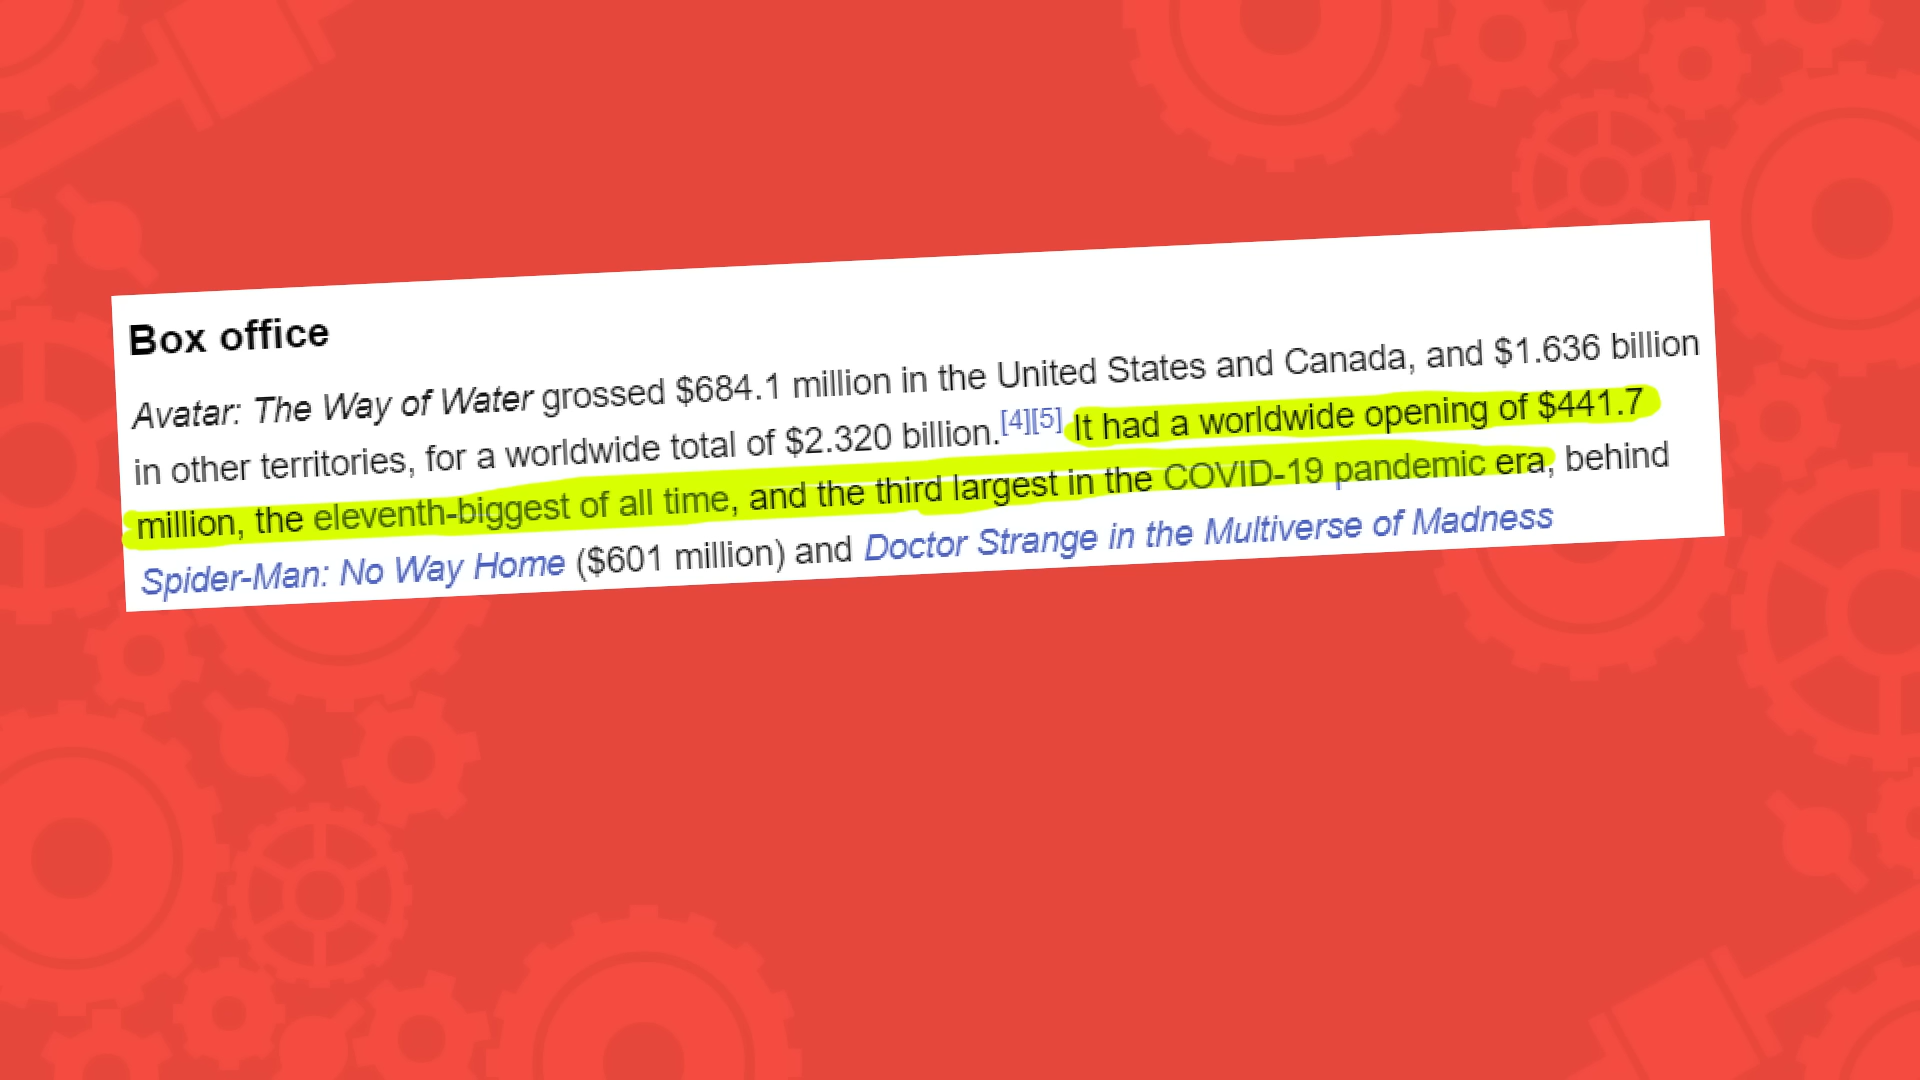 Box office
Avatar: The Way of Water grossed $684.1 million in the United States and Canada, and $1.636 billion
in other territories, for a worldwide total of $2.320 billion.[4][5] It had a worldwide opening of $441.7
million, the eleventh-biggest of all time, and the third largest in the COVID-19 pandemic era, behind
Spider-Man: No Way Home ($601 million) and Doctor Strange in the Multiverse of Madness